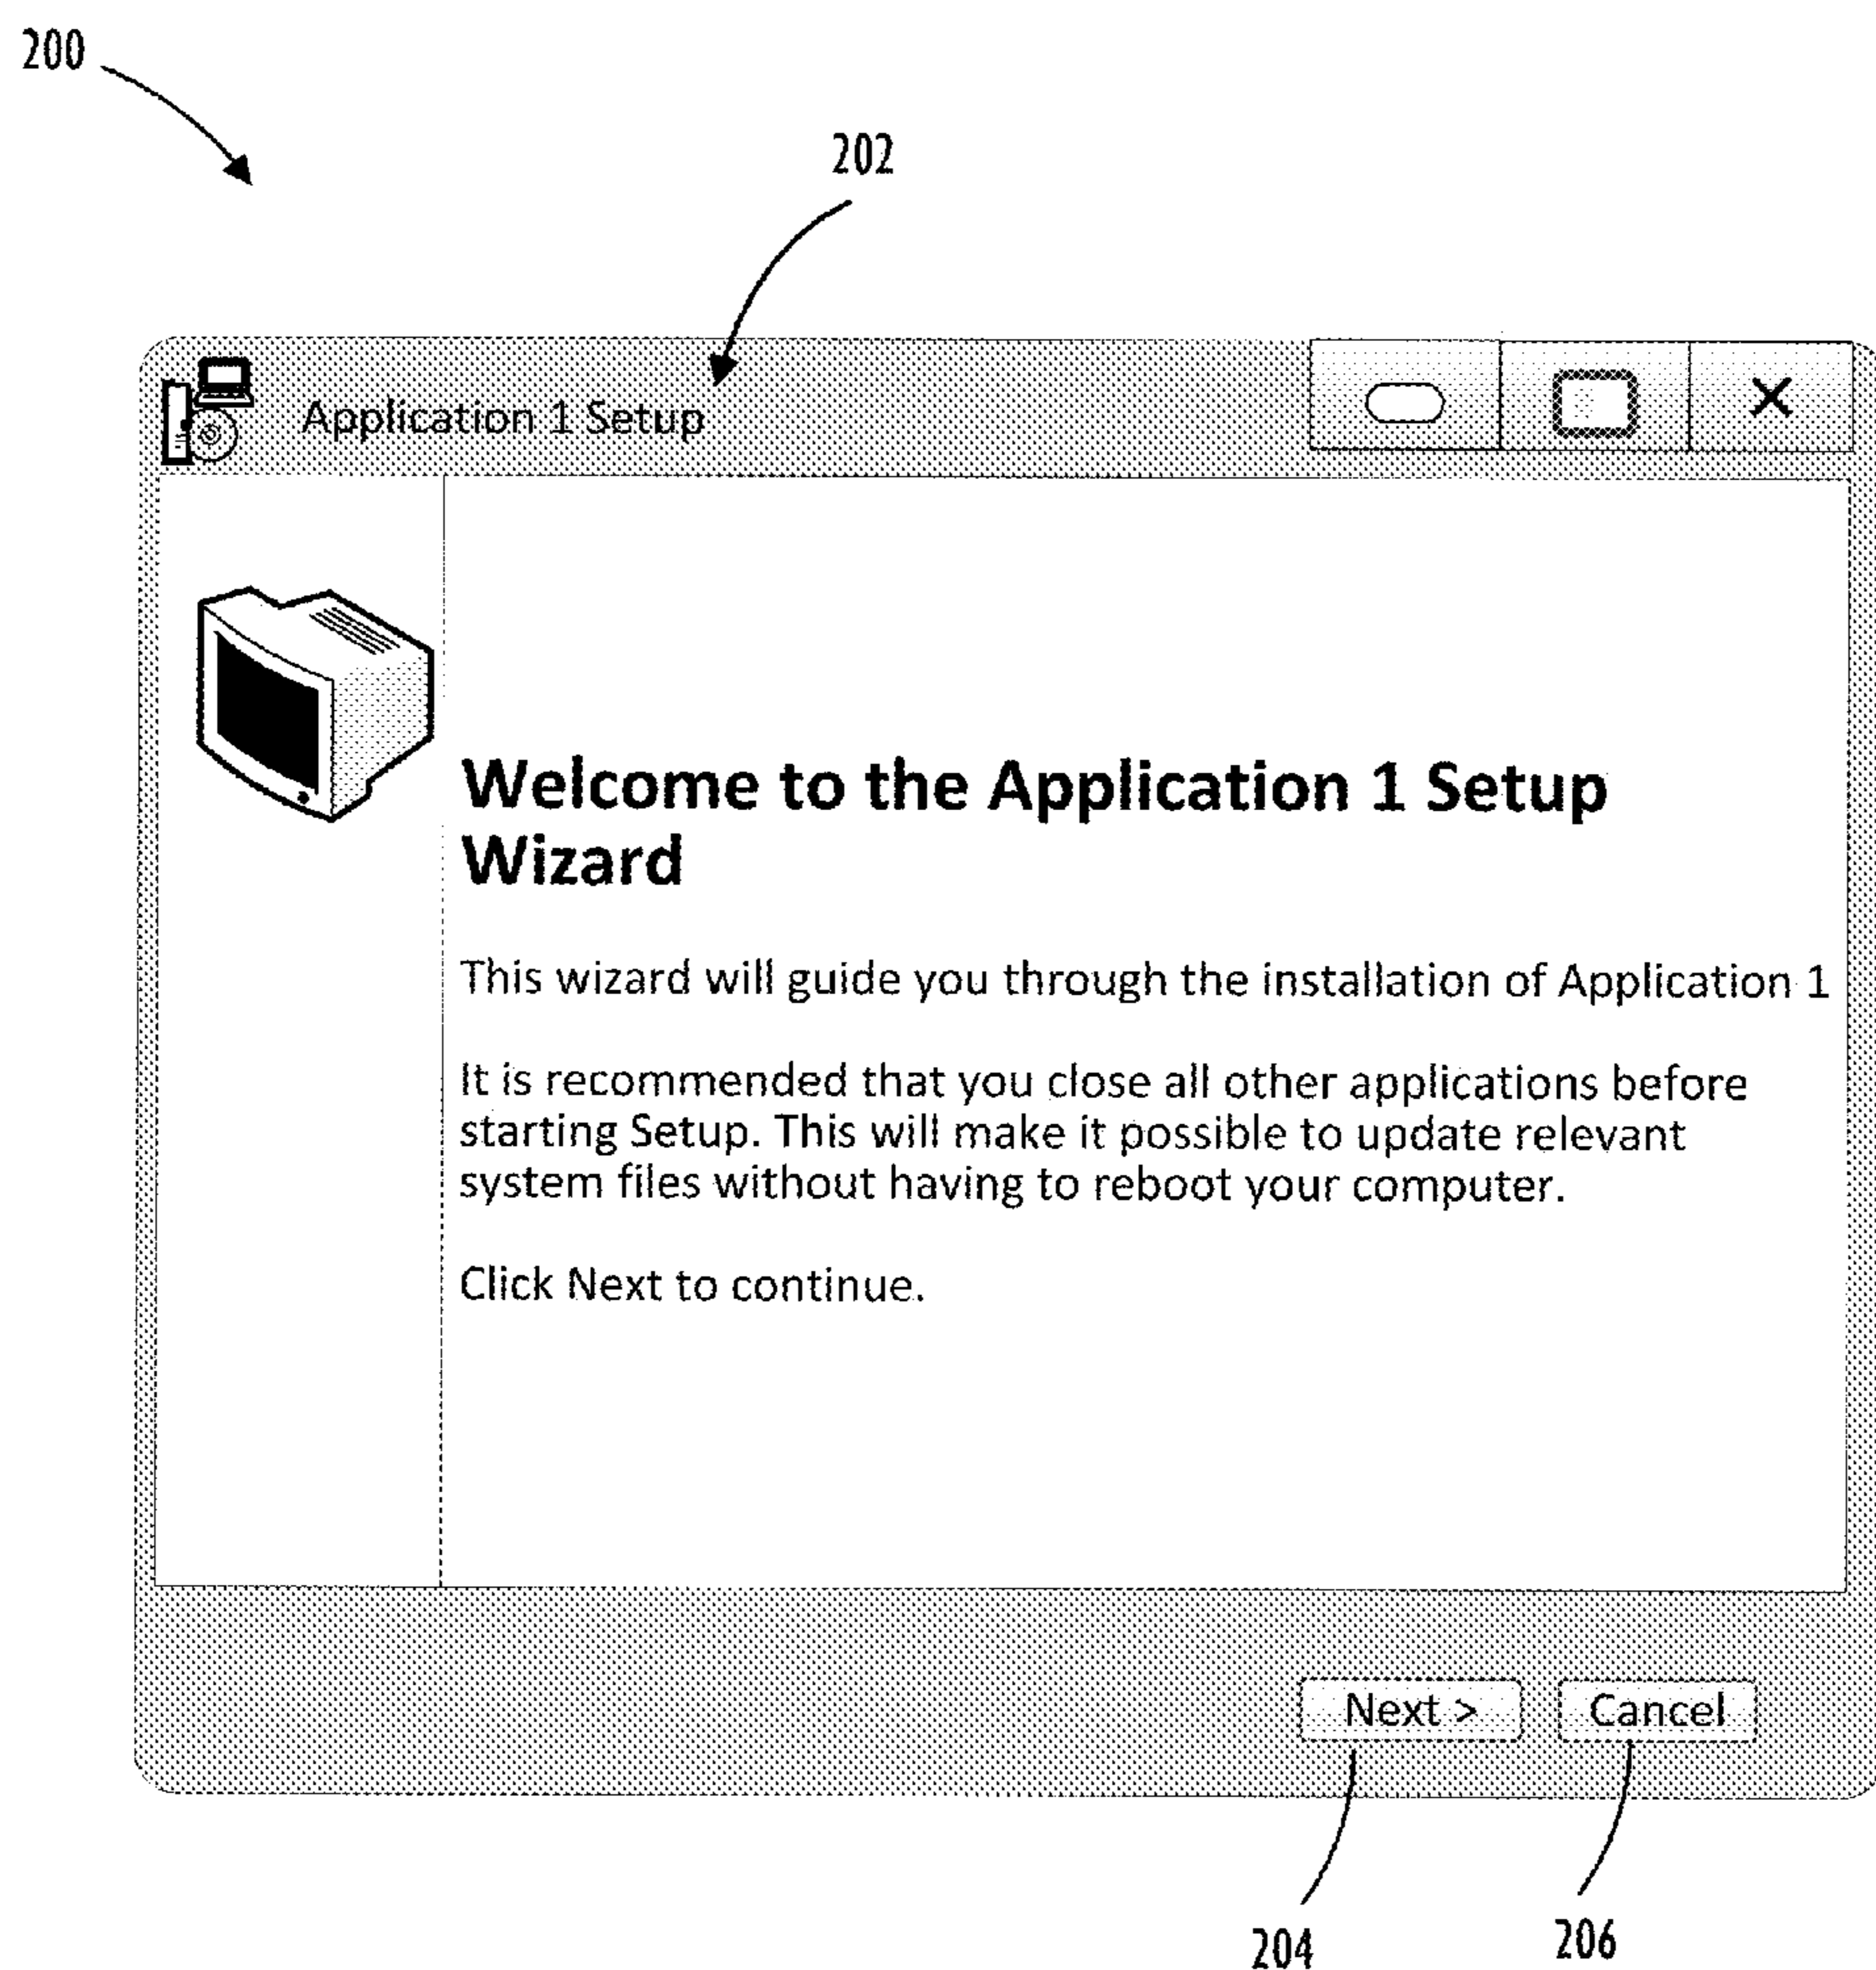 200
202
Application 1 Setup
Welcome to the Application 1 Setup
Wizard
This wizard will guide you through the installation of Application 1
It is recommended that you close all other applications before
starting Setup. This will make it possible to update relevant
system files without having to reboot your computer.
Click Next to continue.
Next > Cancel
204 206